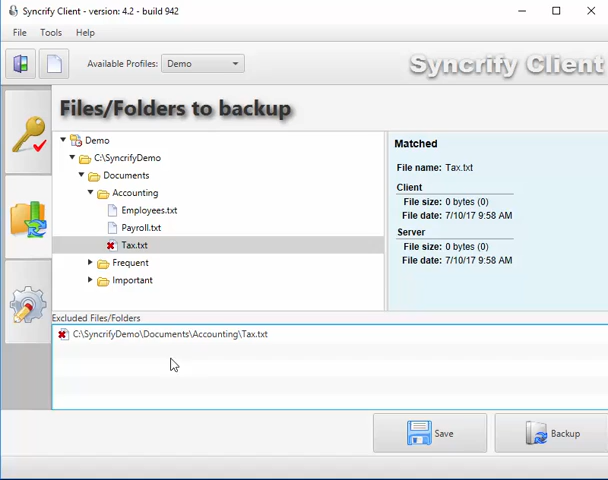 Syncrify Client - version: 4.2 - build 942
File Tools Help
Available Profiles: Demo
Syncrify Client
Files/Folders to backup
Demo
C:\SyncrifyDemo
Documents
Accounting
Employees.txt
Payroll.txt
Tax.txt
Frequent
Important
Matched
File name: Tax.txt
Client
File size: 0 bytes (0)
File date: 7/10/17 9:58 AM
Server
File size: 0 bytes (0)
File date: 7/10/17 9:58 AM
Excluded Files/Folders
C:\SyncrifyDemo\Documents\Accounting\Tax.txt
Save
Backup